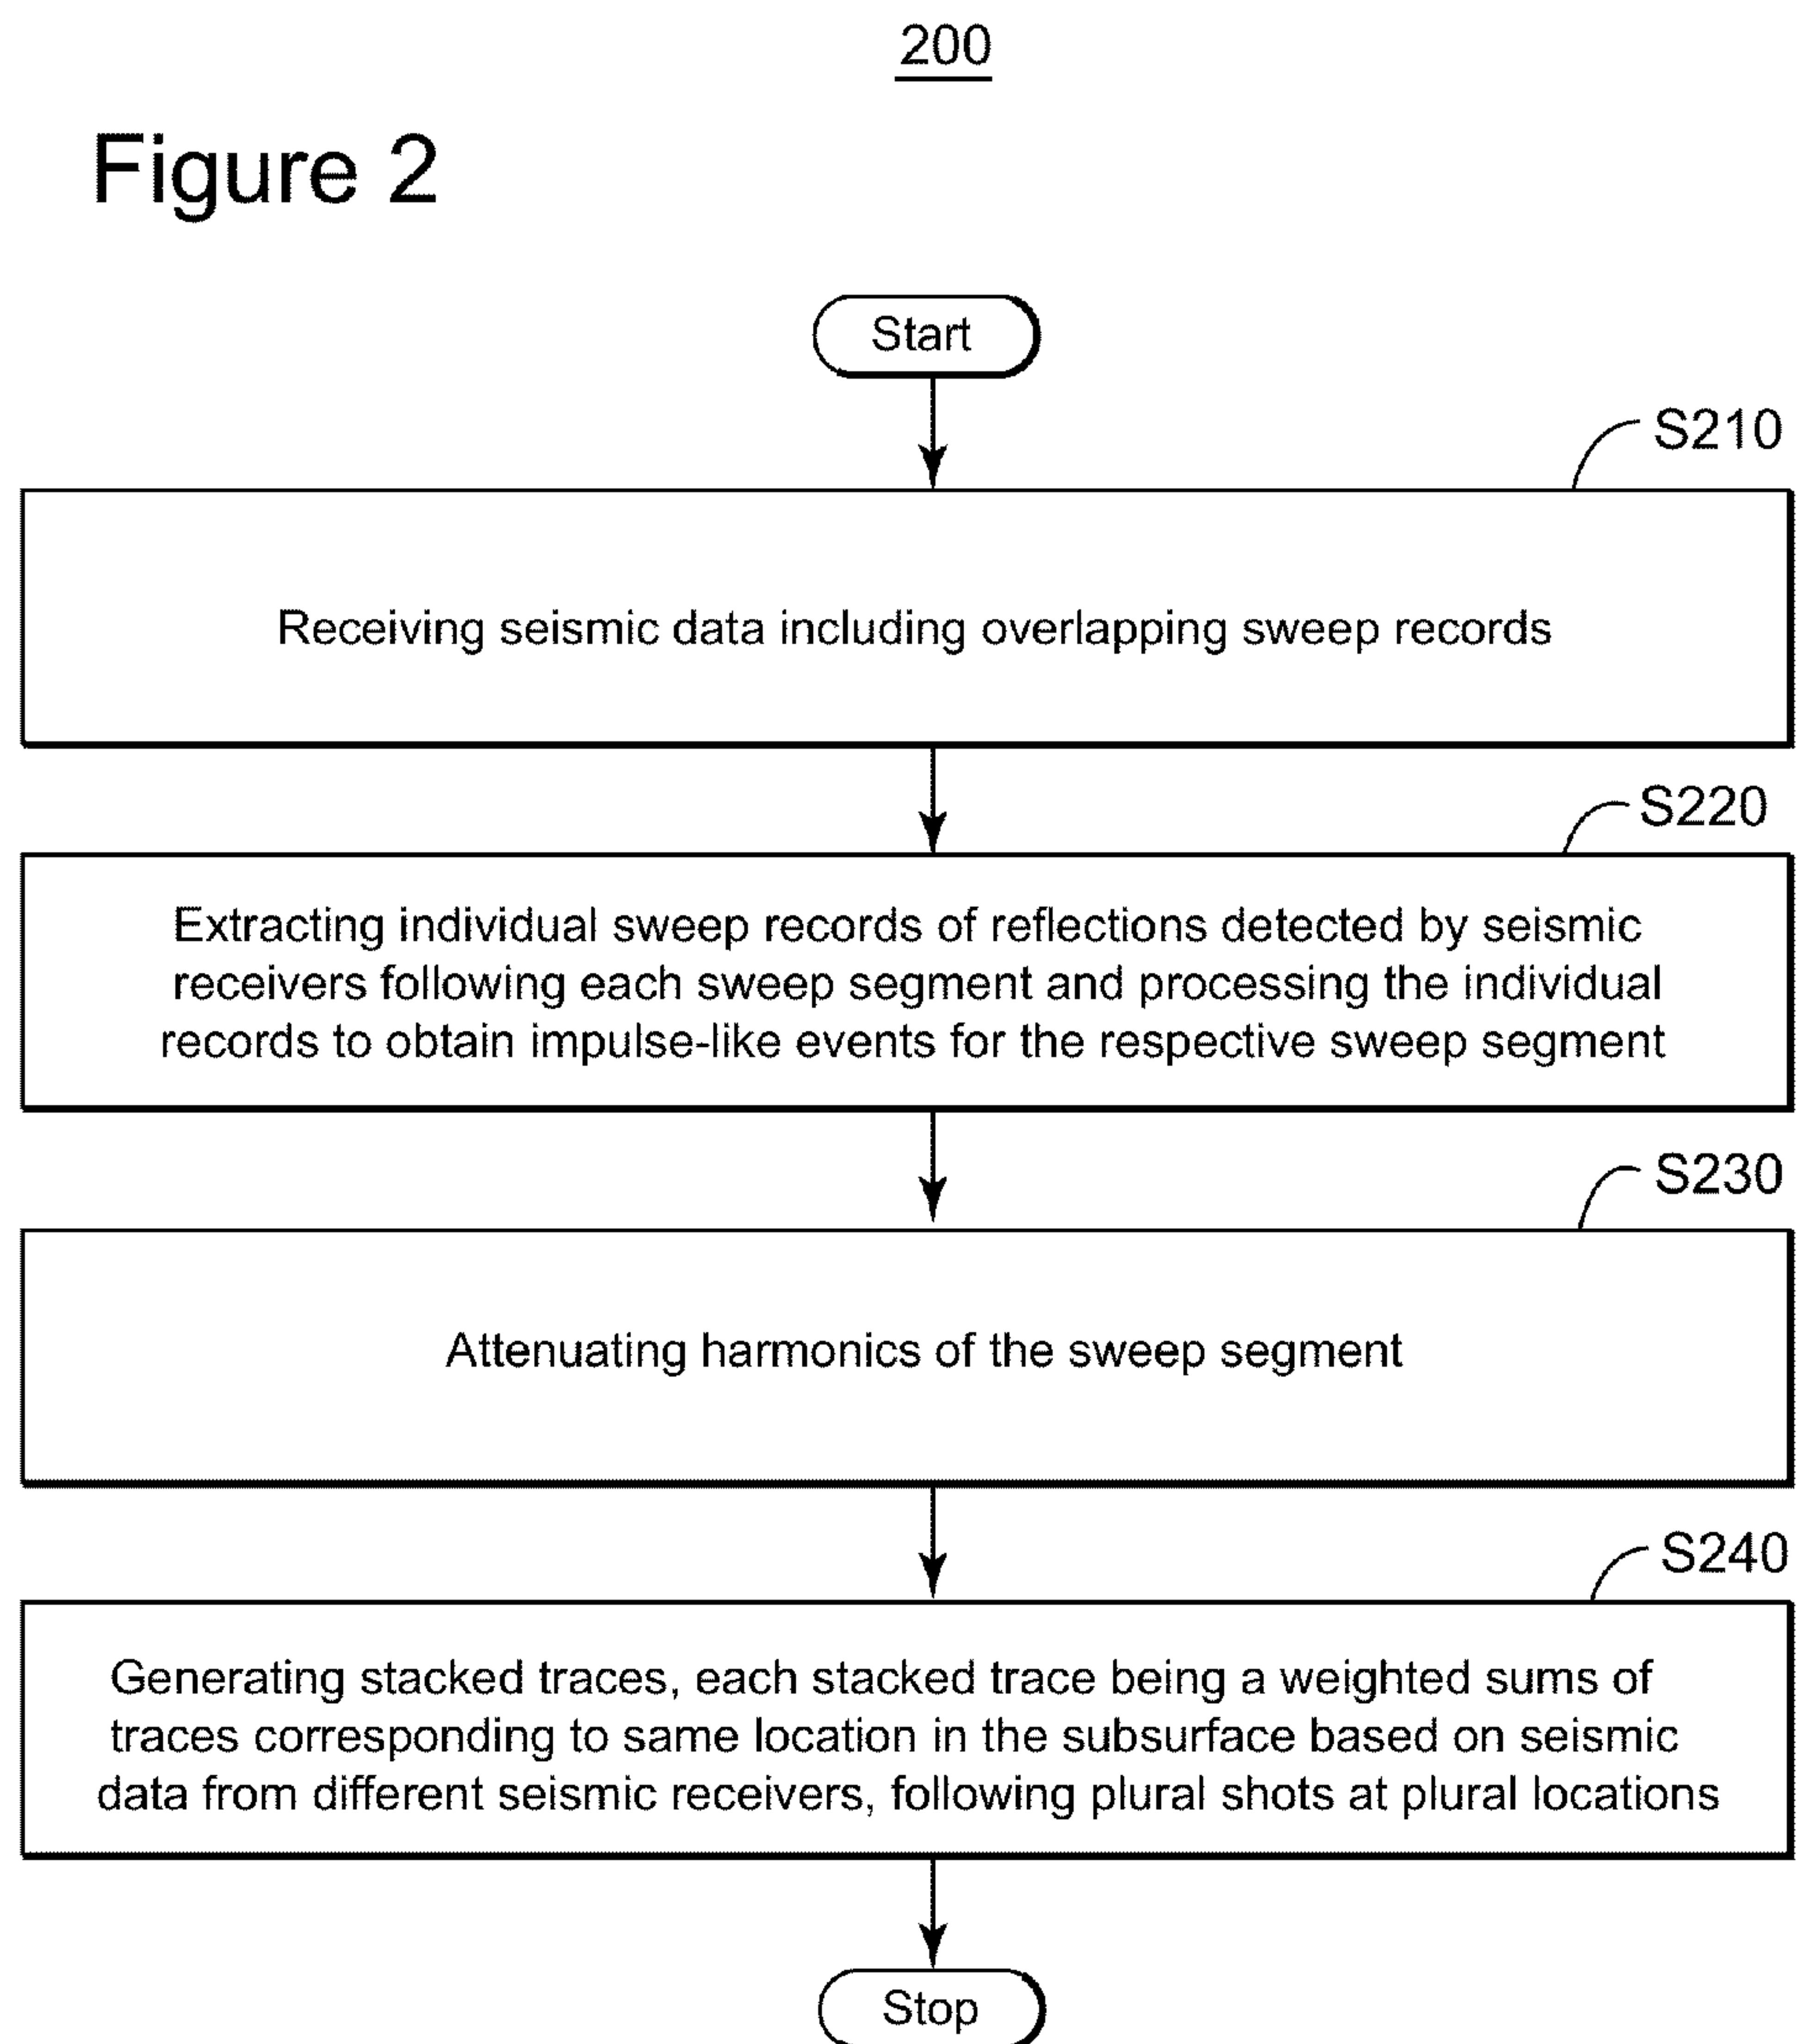 200
Figure 2
Start
S210
Receiving seismic data including overlapping sweep records
S220
Extracting individual sweep records of reflections detected by seismic
receivers following each sweep segment and processing the individual
records to obtain impulse-like events for the respective sweep segment
S230
Attenuating harmonics of the sweep segment
S240
Generating stacked traces, each stacked trace being a weighted sums of
traces corresponding to same location in the subsurface based on seismic
data from different seismic receivers, following plural shots at plural locations
Stop